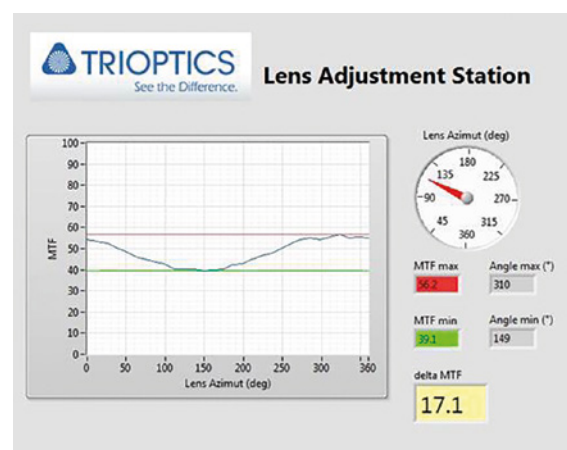 TRIOPTICS
See the Difference.
Lens Adjustment Station
100
90
80
70
60
50
40
30
20
10
0
MTF
0 50 100 150 200 250 300 360
Lens Azimut (deg)
Lens Azimut (deg)
180
135 225
90 270
45 315
360
MTF max Angle max (°)
56.2 310
MTF min Angle min (°)
39.1 149
delta MTF
17.1